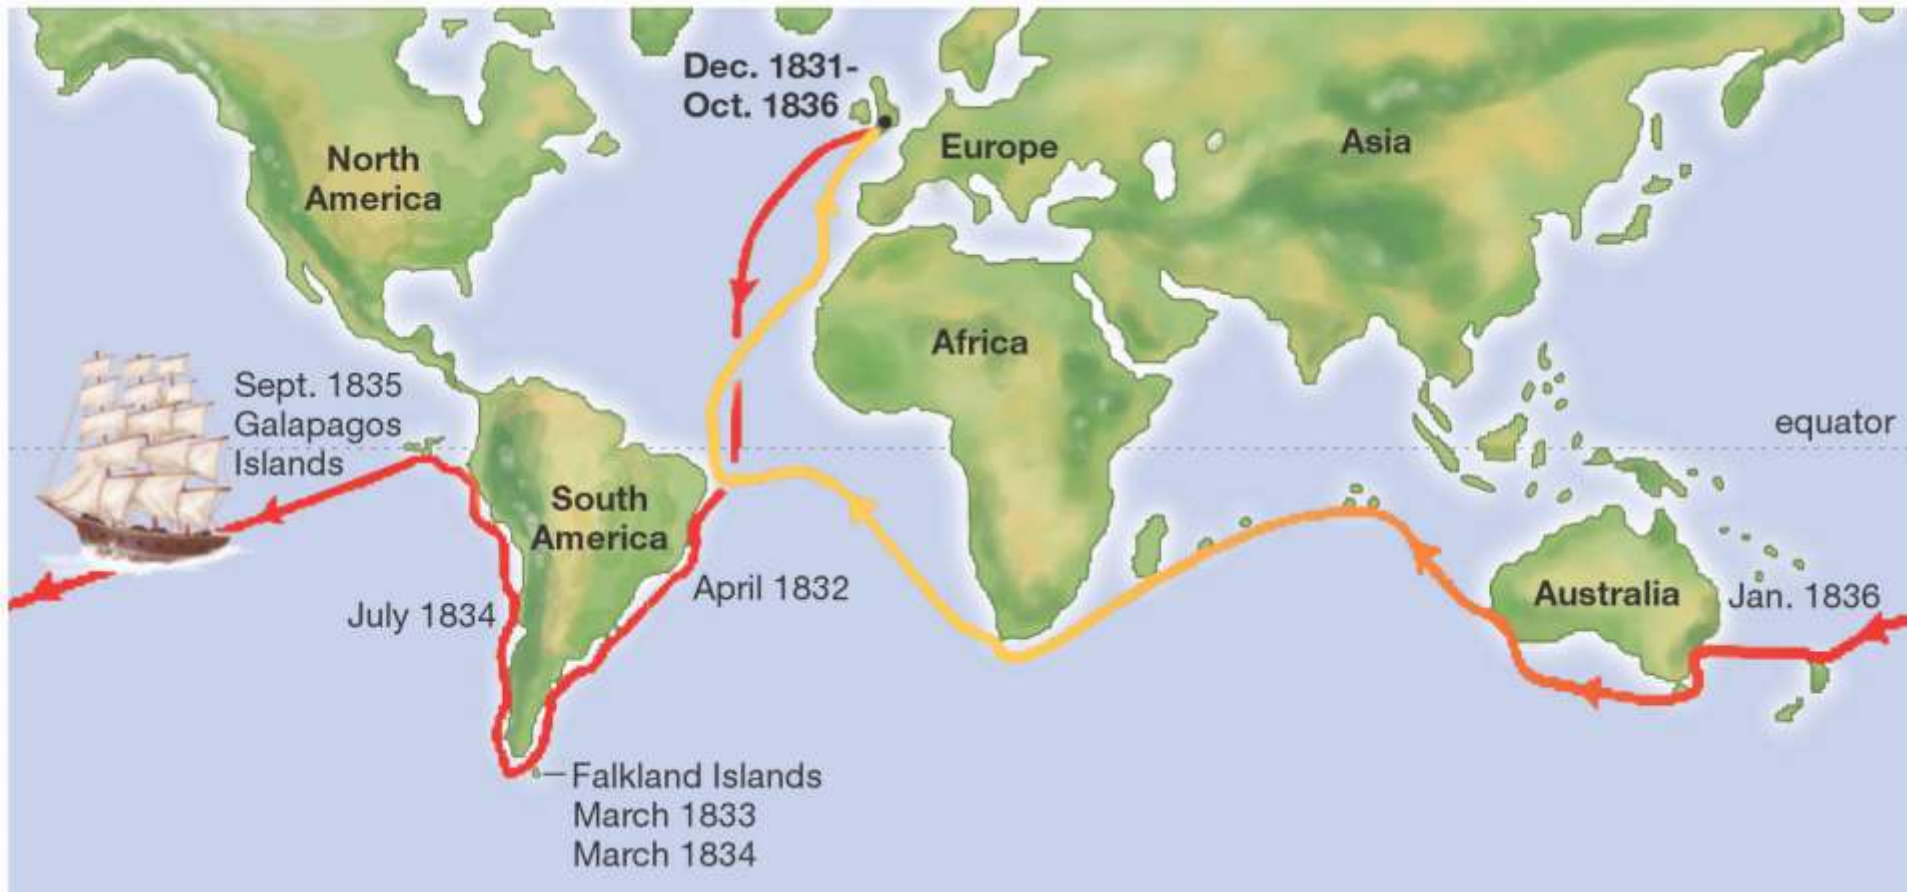 Dec. 1831-
Oct. 1836
North
America
Europe
Asia
Africa
Sept. 1835
Galapagos
Islands
equator
South
America
July 1834
April 1832
Australia
Jan. 1836
Falkland Islands
March 1833
March 1834